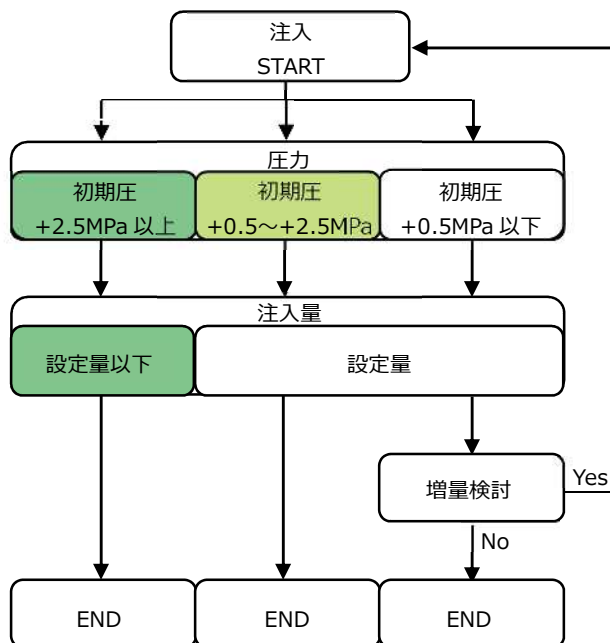 注入
START
圧力
初期圧
+2.5MPa 以上
初期圧
+0.5～+2.5MPa
初期圧
+0.5MPa 以下
注入量
設定量以下
設定量
増量検討
Yes
No
END
END
END